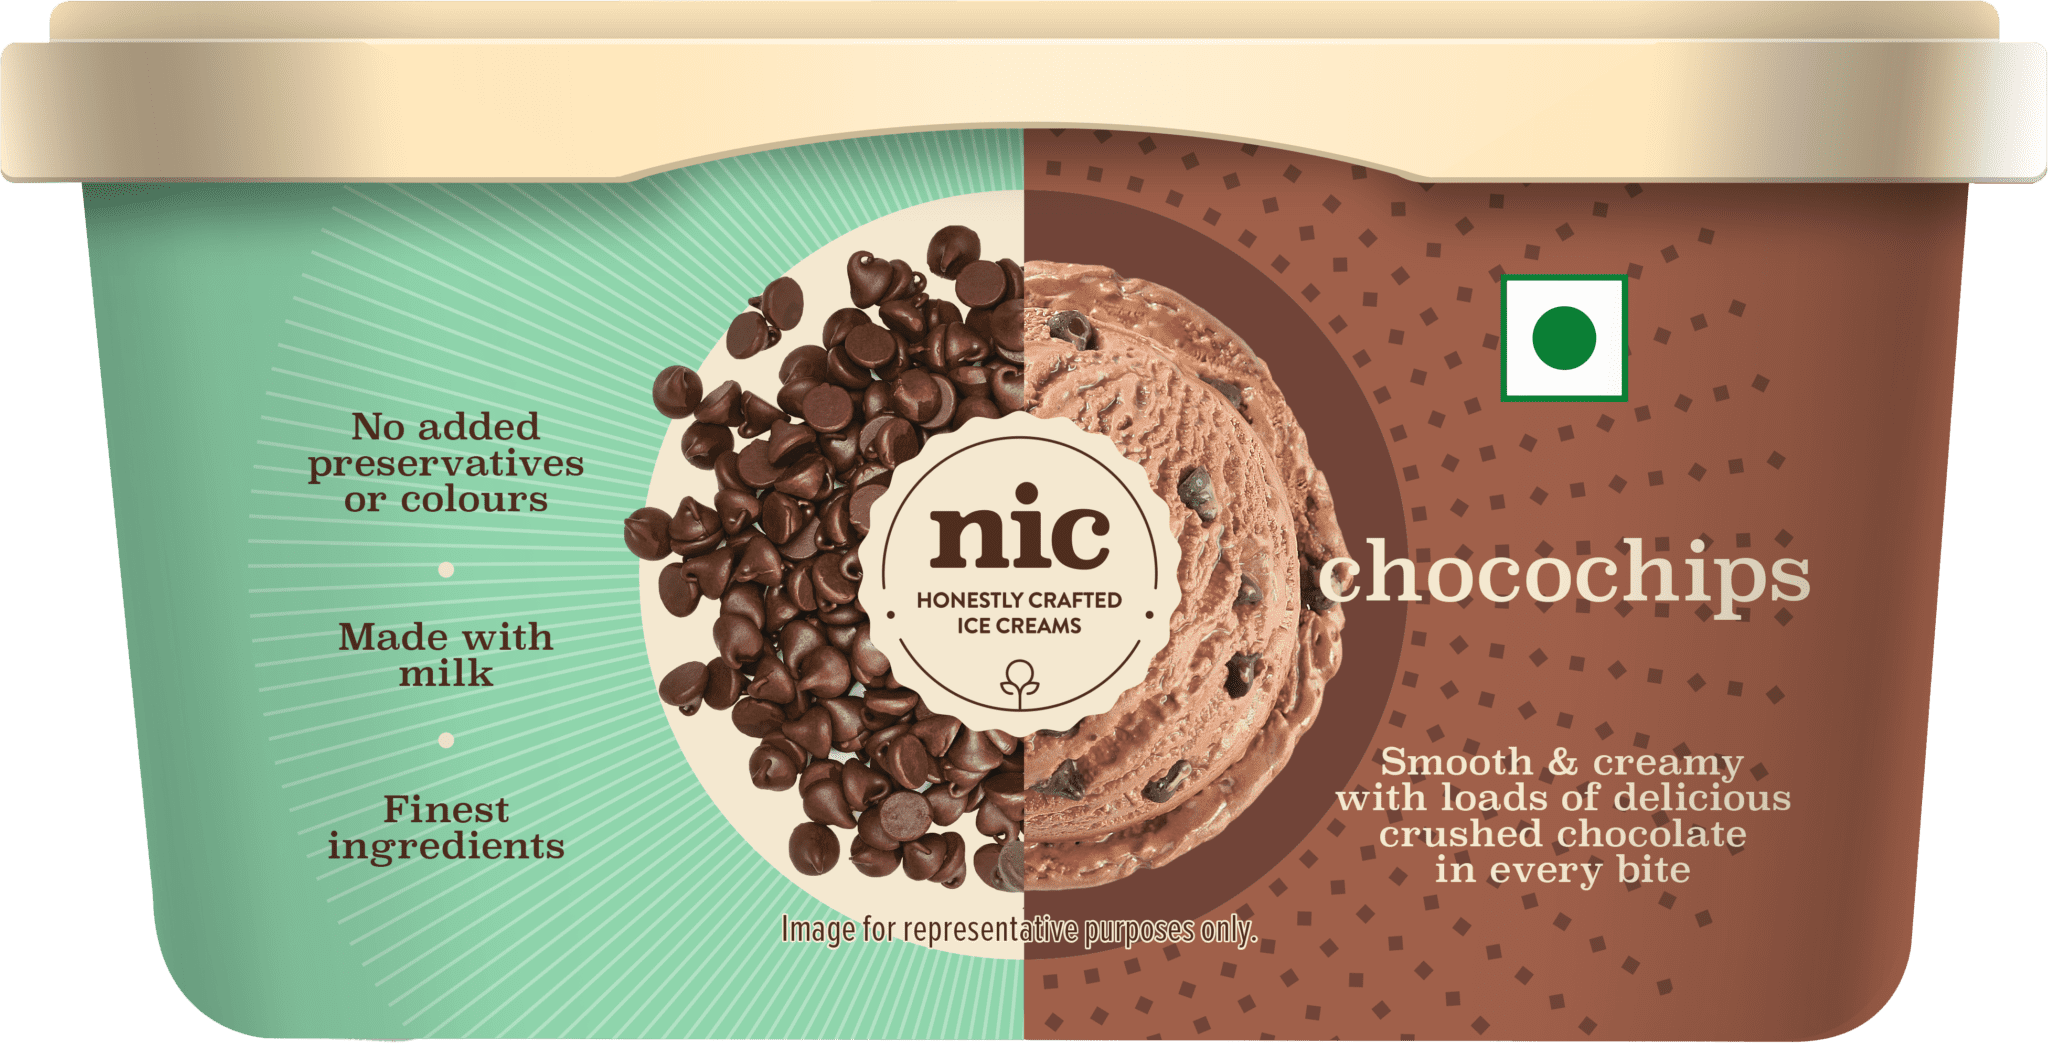 No added
preservatives
or colours
Made with
milk
Finest
ingredients
nic
HONESTLY CRAFTED
ICE CREAMS
chocochips
Smooth & creamy
with loads of delicious
crushed chocolate
in every bite
Image for representative purposes only.